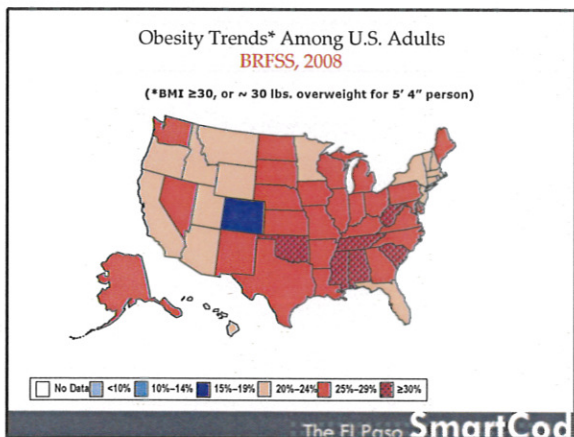 Obesity Trends* Among U.S. Adults
BRFSS, 2008
(*BMI ≥30, or ~ 30 lbs. overweight for 5' 4" person)
No Data <10% 10%–14% 15%–19% 20%–24% 25%–29% ≥30%
The El Paso SmartCod